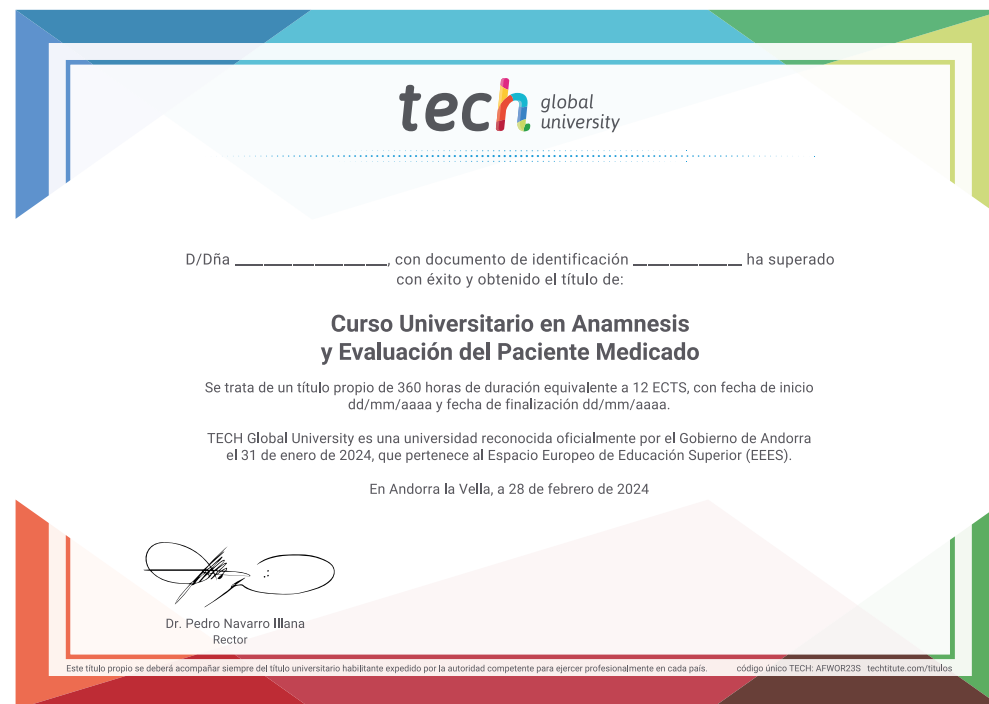 tech global university
D/Dña ________________, con documento de identificación ______________ ha superado
con éxito y obtenido el título de:
Curso Universitario en Anamnesis
y Evaluación del Paciente Medicado
Se trata de un título propio de 360 horas de duración equivalente a 12 ECTS, con fecha de inicio
dd/mm/aaaa y fecha de finalización dd/mm/aaaa.
TECH Global University es una universidad reconocida oficialmente por el Gobierno de Andorra
el 31 de enero de 2024, que pertenece al Espacio Europeo de Educación Superior (EEES).
En Andorra la Vella, a 28 de febrero de 2024
Dr. Pedro Navarro Illana
Rector
Este título propio se deberá acompañar siempre del título universitario habilitante expedido por la autoridad competente para ejercer profesionalmente en cada país. código único TECH: AFWOR23S techtitute.com/titulos